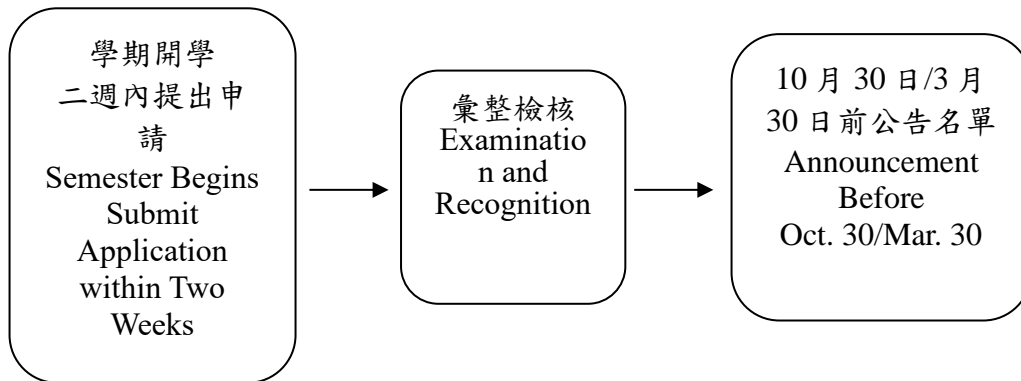 學期開學
二週內提出申
請
Semester Begins
Submit
Application
within Two
Weeks
彙整檢核
Examinatio
n and
Recognition
10 月 30 日/3 月
30 日前公告名單
Announcement
Before
Oct. 30/Mar. 30